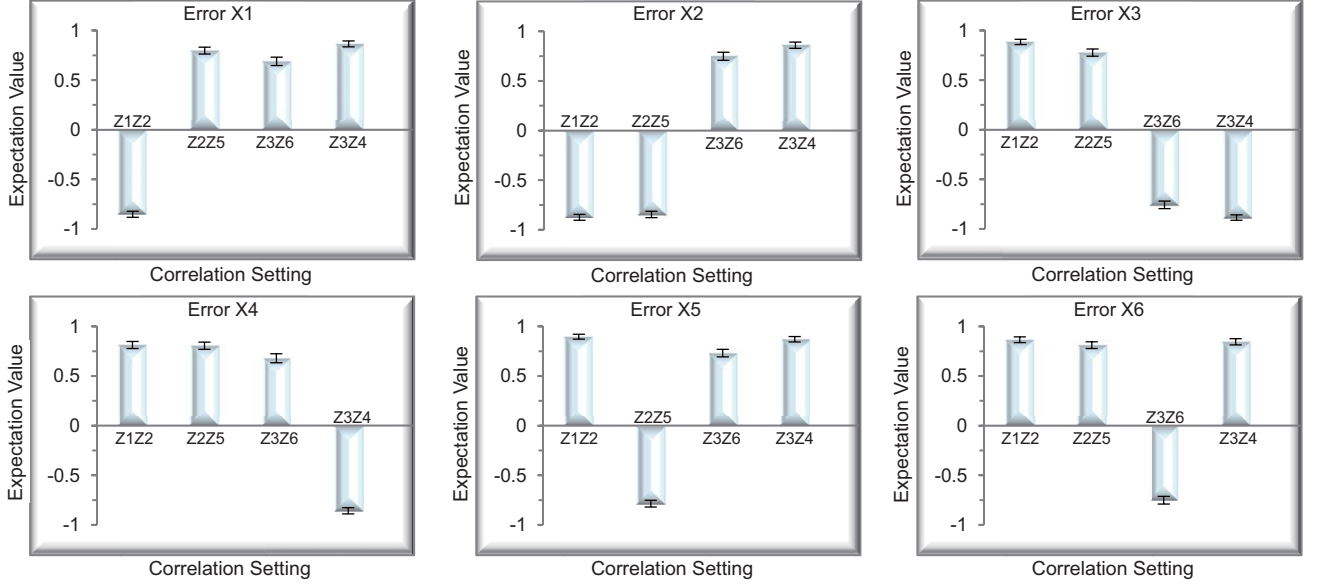 Error X1
Expectation Value
1
0.5
0
-0.5
-1
Z1Z2
Z2Z5
Z3Z6
Z3Z4
Correlation Setting
Error X2
Expectation Value
1
0.5
0
-0.5
-1
Z1Z2
Z2Z5
Z3Z6
Z3Z4
Correlation Setting
Error X3
Expectation Value
1
0.5
0
-0.5
-1
Z1Z2
Z2Z5
Z3Z6
Z3Z4
Correlation Setting
Error X4
Expectation Value
1
0.5
0
-0.5
-1
Z1Z2
Z2Z5
Z3Z6
Z3Z4
Correlation Setting
Error X5
Expectation Value
1
0.5
0
-0.5
-1
Z1Z2
Z2Z5
Z3Z6
Z3Z4
Correlation Setting
Error X6
Expectation Value
1
0.5
0
-0.5
-1
Z1Z2
Z2Z5
Z3Z6
Z3Z4
Correlation Setting